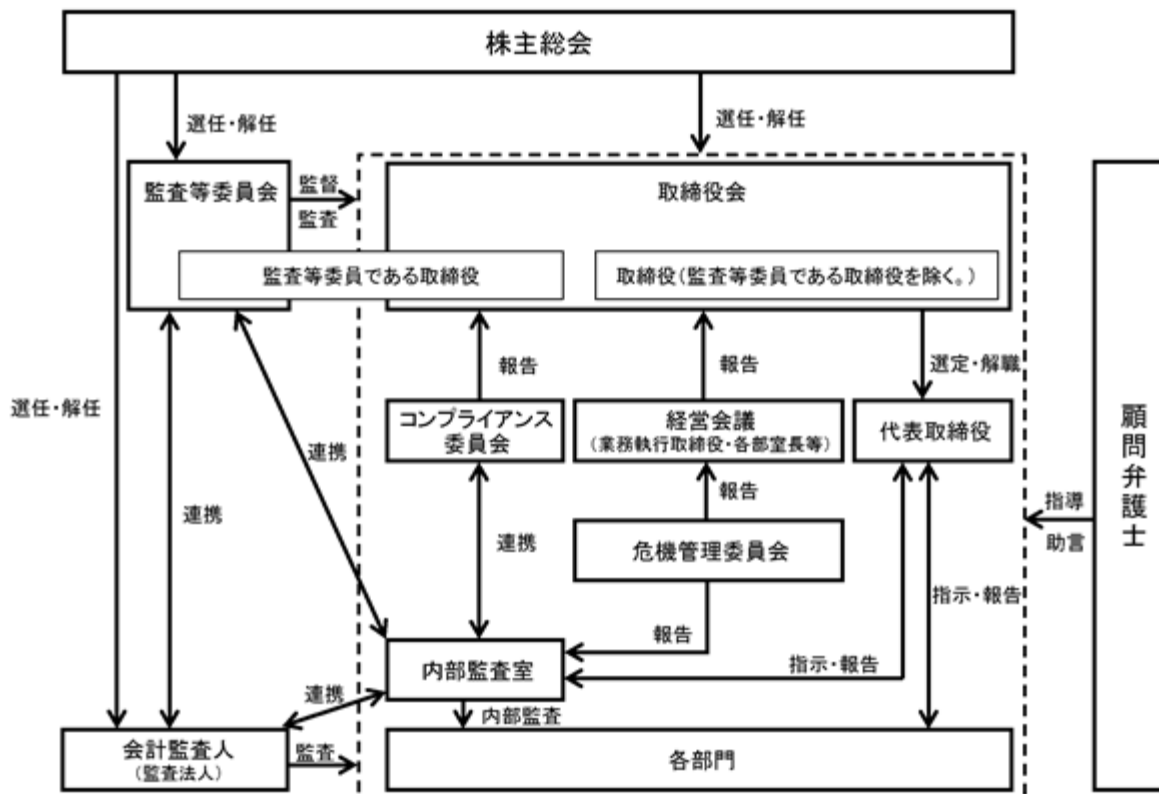 株主総会
選任・解任
選任・解任
監査等委員会
監督
監査
取締役会
監査等委員である取締役
取締役(監査等委員である取締役を除く。)
報告
報告
選定・解職
選任・解任
コンプライアンス
委員会
経営会議
(業務執行取締役・各部室長等)
代表取締役
顧問弁護士
連携
連携
連携
報告
指導
助言
危機管理委員会
指示・報告
報告
内部監査室
指示・報告
連携
内部監査
会計監査人
(監査法人)
監査
各部門